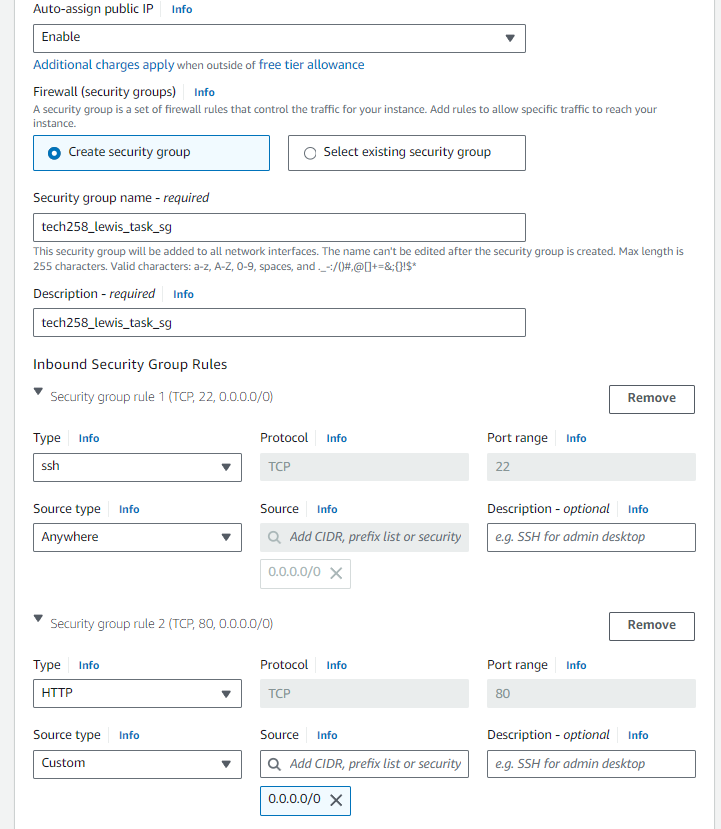 Auto-assign public IP Info
Enable
Additional charges apply when outside of free tier allowance
Firewall (security groups) Info
A security group is a set of firewall rules that control the traffic for your instance. Add rules to allow specific traffic to reach your
instance.
Create security group Select existing security group
Security group name - required
tech258_lewis_task_sg
This security group will be added to all network interfaces. The name can't be edited after the security group is created. Max length is
255 characters. Valid characters: a-z, A-Z, 0-9, spaces, and ._-:/()#,@[]+=&;{}!$*
Description - required Info
tech258_lewis_task_sg
Inbound Security Group Rules
Security group rule 1 (TCP, 22, 0.0.0.0/0) Remove
Type Info Protocol Info Port range Info
ssh TCP 22
Source type Info Source Info Description - optional Info
Anywhere Add CIDR, prefix list or security e.g. SSH for admin desktop
0.0.0.0/0
Security group rule 2 (TCP, 80, 0.0.0.0/0) Remove
Type Info Protocol Info Port range Info
HTTP TCP 80
Source type Info Source Info Description - optional Info
Custom Add CIDR, prefix list or security e.g. SSH for admin desktop
0.0.0.0/0